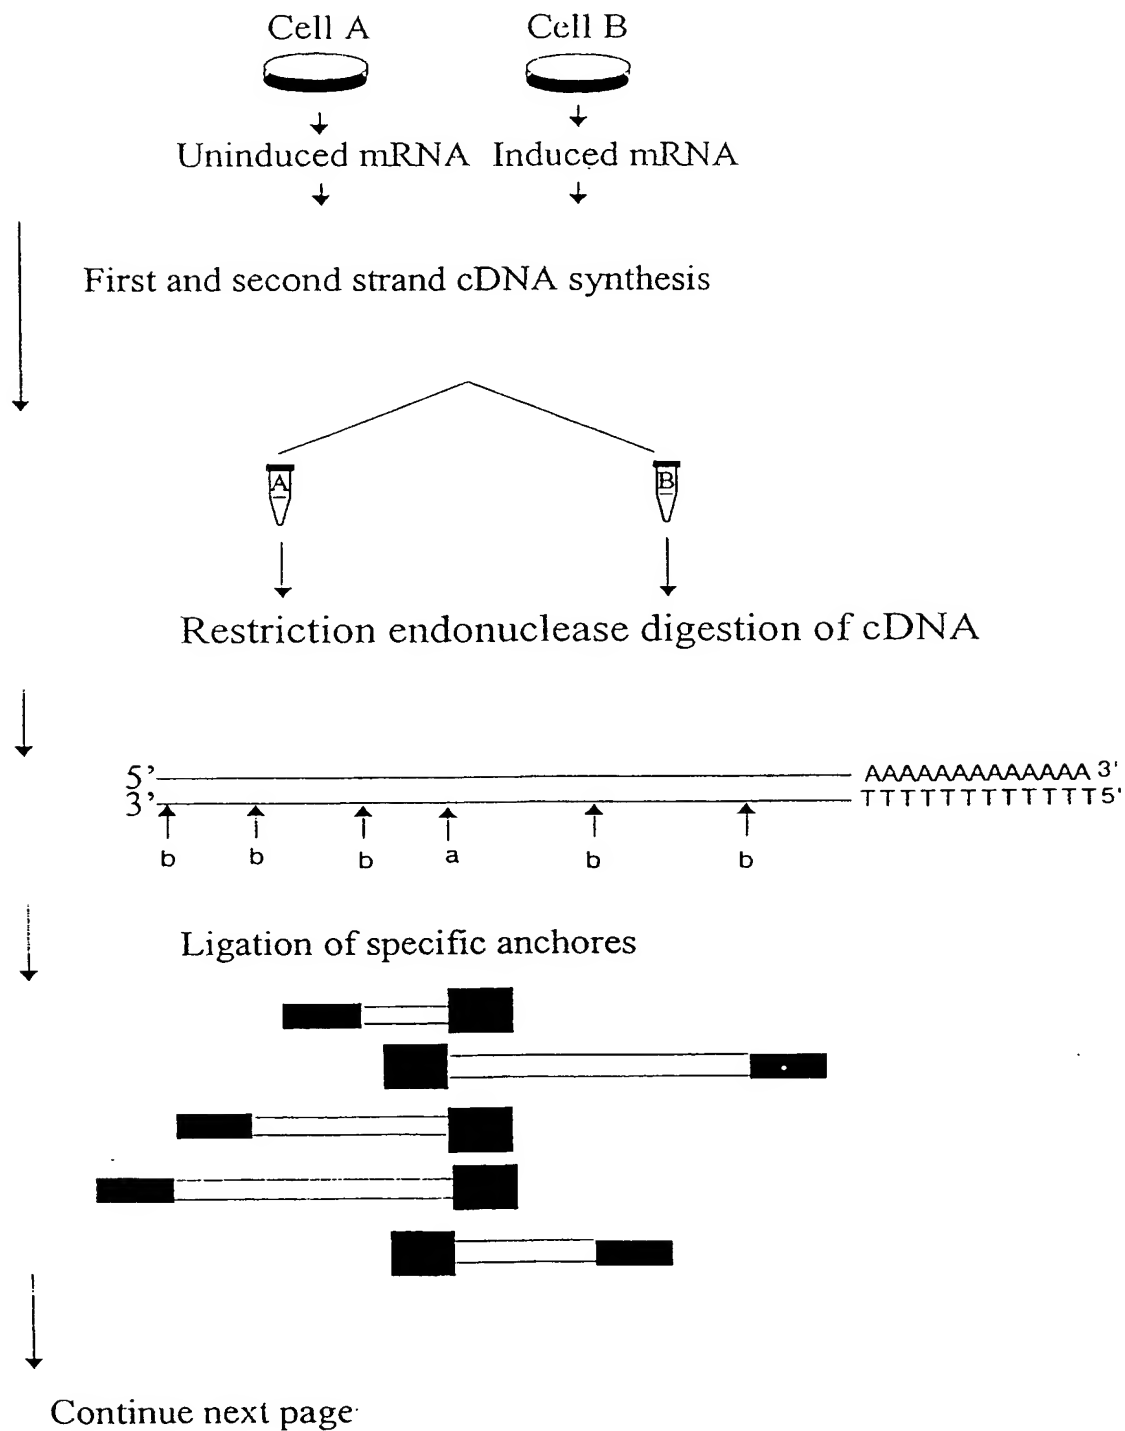 Cell A Cell B
Uninduced mRNA Induced mRNA
First and second strand cDNA synthesis
A B
Restriction endonuclease digestion of cDNA
5’ AAAAAAAAAAAAA 3'
3’ TTTTTTTTTTTT5'
b b b a b b
Ligation of specific anchores
Continue next page